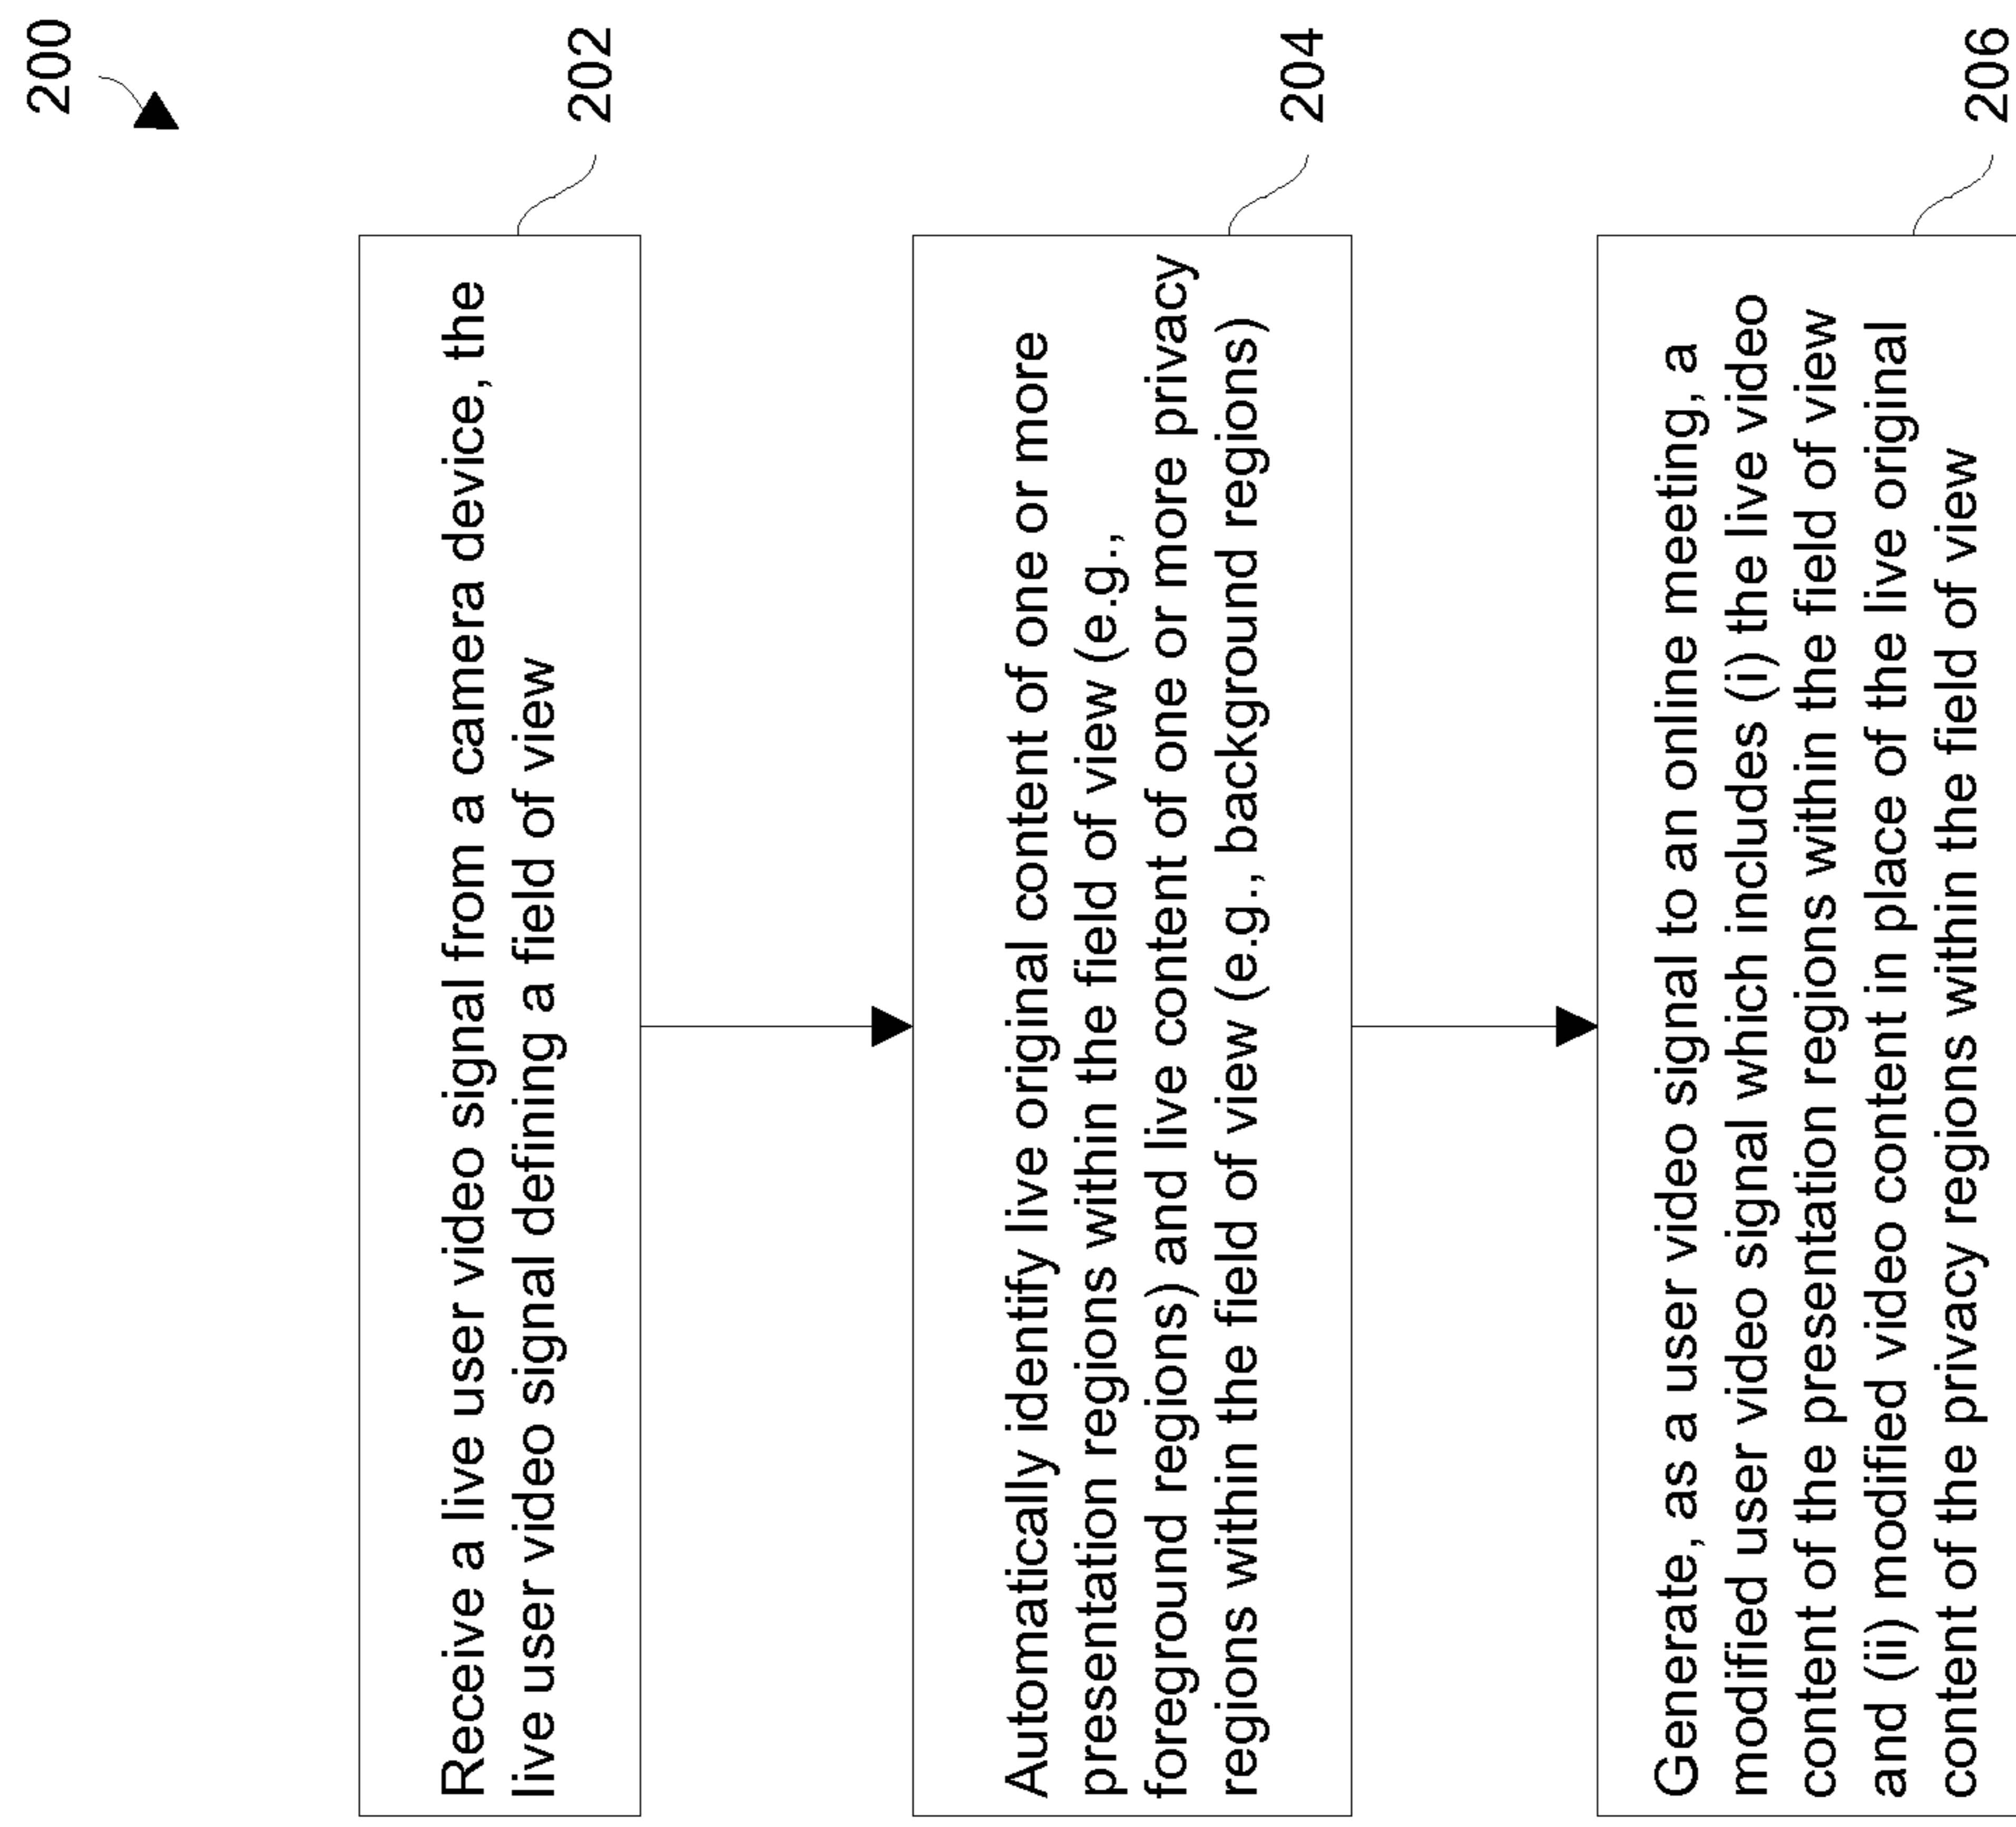 200
202
Receive a live user video signal from a camera device, the
live user video signal defining a field of view
204
Automatically identify live original content of one or more
presentation regions within the field of view (e.g.,
foreground regions) and live content of one or more privacy
regions within the field of view (e.g., background regions)
206
Generate, as a user video signal to an online meeting, a
modified user video signal which includes (i) the live video
content of the presentation regions within the field of view
and (ii) modified video content in place of the live original
content of the privacy regions within the field of view